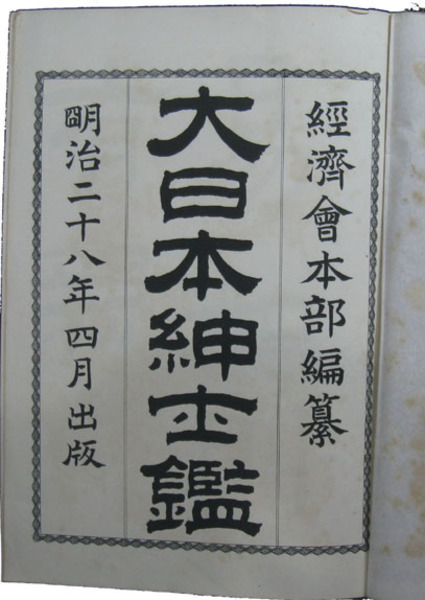 經濟會本部編纂
大日本紳士鑑
明治二十八年四月出版